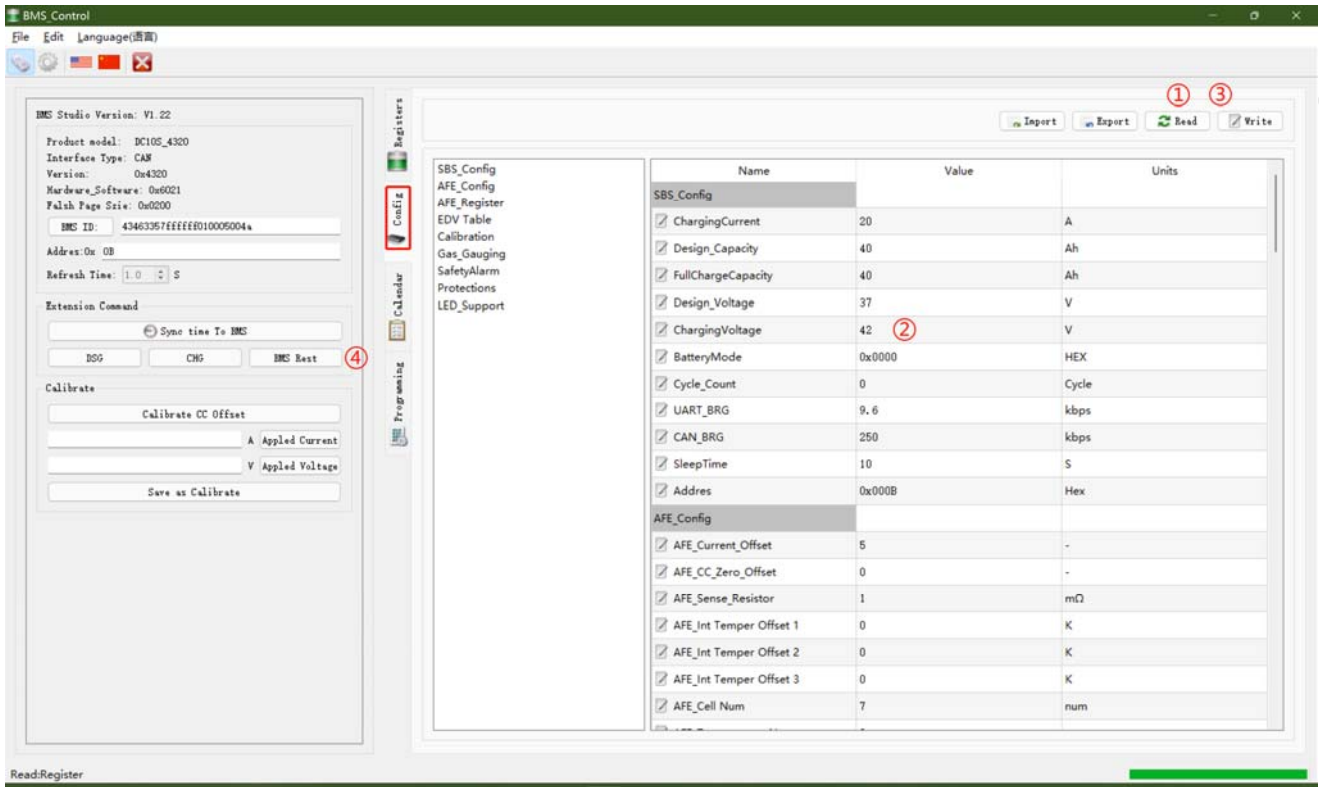 BMS_Control
File Edit Language(语言)
BMS Studio Version: V1.22
Product model: DC10S_4320
Interface Type: CAN
Version: 0x4320
Hardware_Software: 0x6021
Falsh Page Szie: 0x0200
BMS ID: 43463357ffffff010005004a
Addres:0x 0B
Refresh Time: 1.0 S
Extension Command
Sync time To BMS
DSG CHG BMS Rest ④
Calibrate
Calibrate CC Offset
A Appled Current
V Appled Voltage
Save as Calibrate
Registers
Config
Calendar
Programming
① ③
Import Export Read Write
SBS_Config
AFE_Config
AFE_Register
EDV Table
Calibration
Gas_Gauging
SafetyAlarm
Protections
LED_Support
Name Value Units
SBS_Config
ChargingCurrent 20 A
Design_Capacity 40 Ah
FullChargeCapacity 40 Ah
Design_Voltage 37 V
ChargingVoltage 42 ② V
BatteryMode 0x0000 HEX
Cycle_Count 0 Cycle
UART_BRG 9.6 kbps
CAN_BRG 250 kbps
SleepTime 10 S
Addres 0x000B Hex
AFE_Config
AFE_Current_Offset 5 -
AFE_CC_Zero_Offset 0 -
AFE_Sense_Resistor 1 mΩ
AFE_Int Temper Offset 1 0 K
AFE_Int Temper Offset 2 0 K
AFE_Int Temper Offset 3 0 K
AFE_Cell Num 7 num
Read:Register